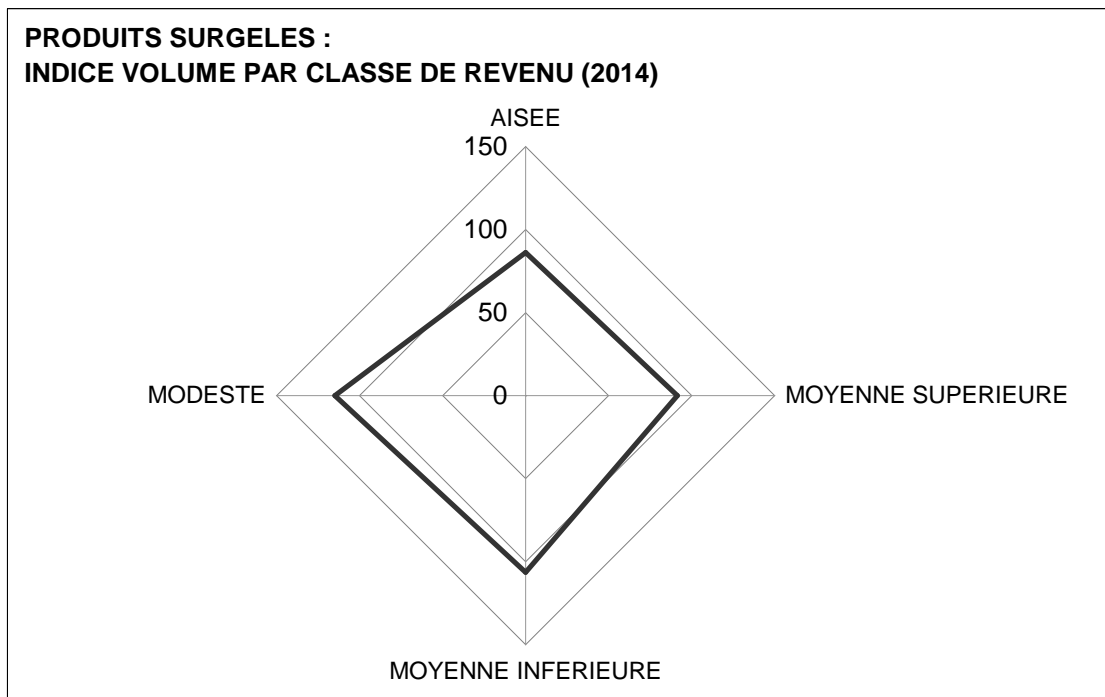 PRODUITS SURGELES :
INDICE VOLUME PAR CLASSE DE REVENU (2014)
AISEE
150
100
50
MODESTE
0
MOYENNE SUPERIEURE
MOYENNE INFERIEURE